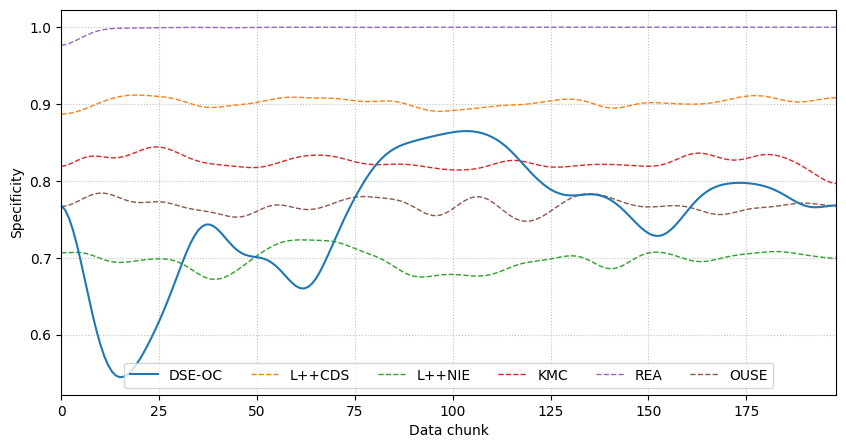 1.0
0.9
0.8
0.7
0.6
Specificity
DSE-OC L++CDS L++NIE KMC REA OUSE
0 25 50 75 100 125 150 175
Data chunk